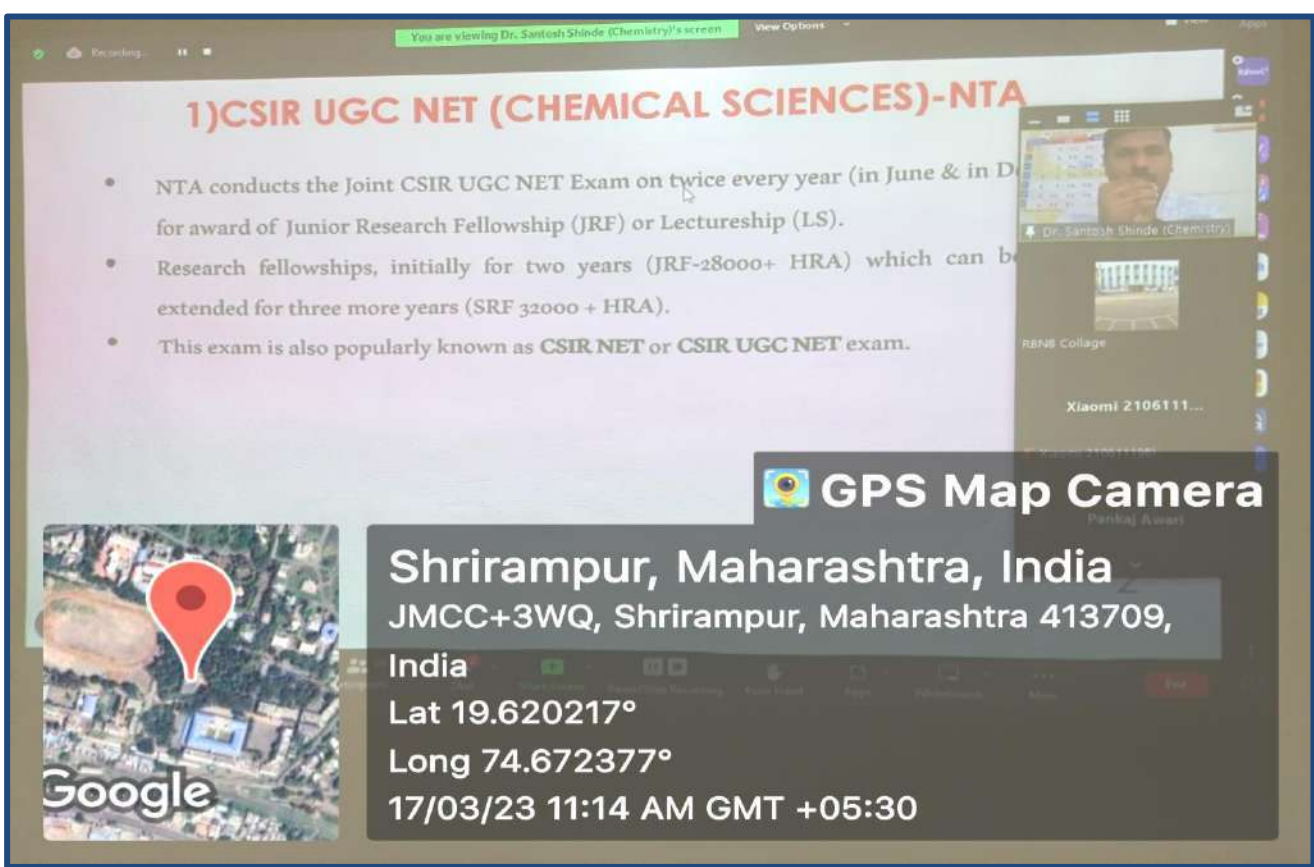 You are viewing Dr. Santosh Shinde (Chemistry)'s screen
View Options
View
Apps
Recording...
1)CSIR UGC NET (CHEMICAL SCIENCES)-NTA
NTA conducts the Joint CSIR UGC NET Exam on twice every year (in June & in D
for award of Junior Research Fellowship (JRF) or Lectureship (LS).
Research fellowships, initially for two years (JRF-28000+ HRA) which can b
extended for three more years (SRF 32000 + HRA).
This exam is also popularly known as CSIR NET or CSIR UGC NET exam.
Dr. Santosh Shinde (Chemistry)
RBNB Collage
Xiaomi 2106111...
Pankaj Awari
2
GPS Map Camera
Shrirampur, Maharashtra, India
JMCC+3WQ, Shrirampur, Maharashtra 413709,
India
Lat 19.620217°
Long 74.672377°
17/03/23 11:14 AM GMT +05:30
Google